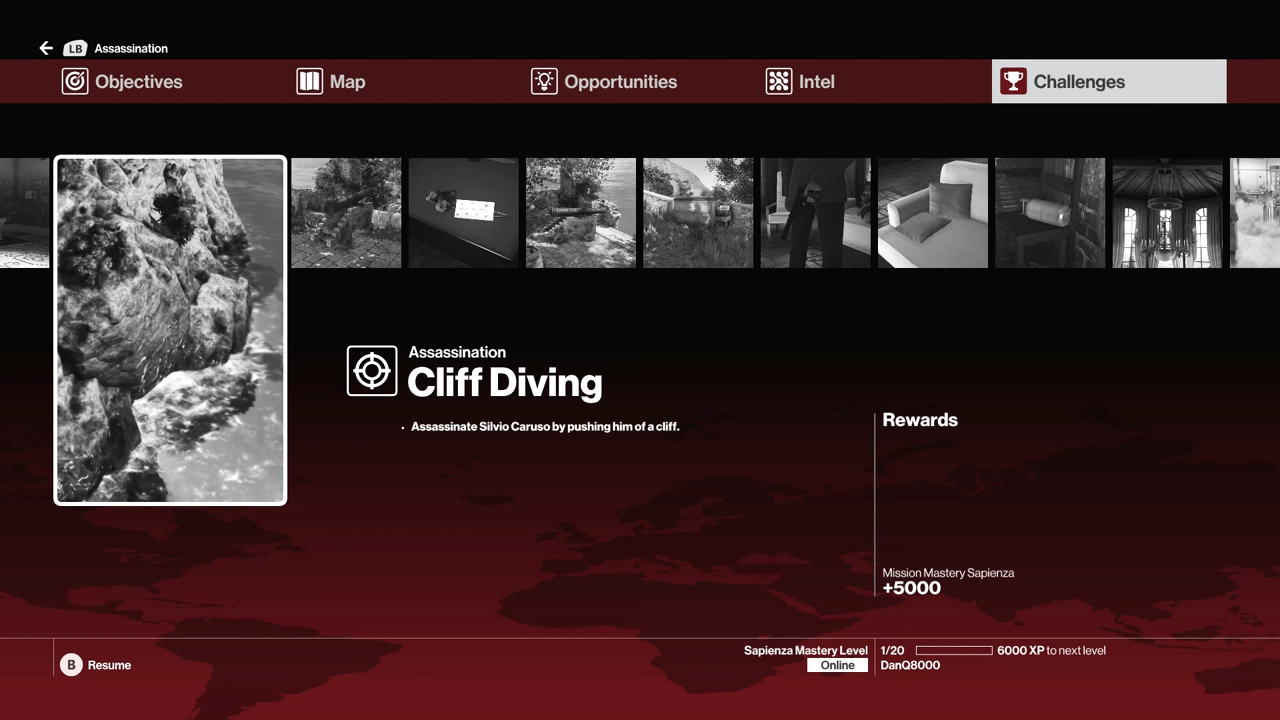 LB Assassination
Objectives
Map
Opportunities
Intel
Challenges
Assassination
Cliff Diving
· Assassinate Silvio Caruso by pushing him of a cliff.
Rewards
Mission Mastery Sapienza
+5000
B Resume
Sapienza Mastery Level 1/20 6000 XP to next level
Online DanQ8000